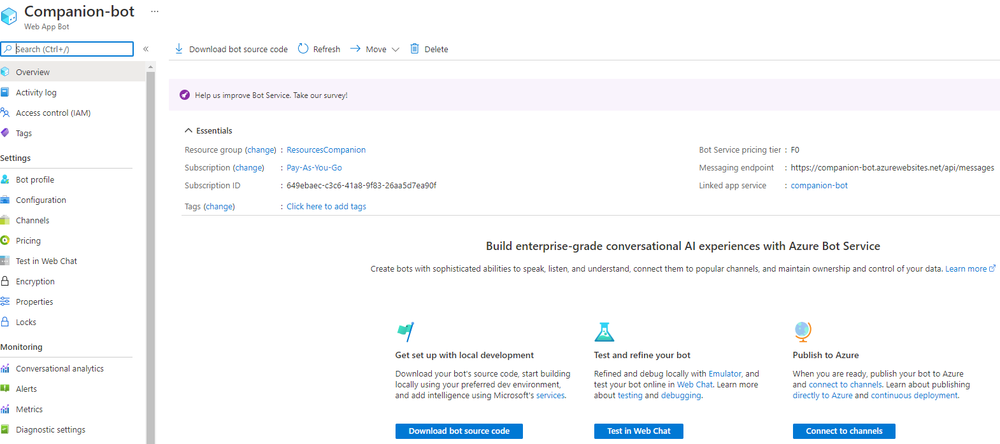 Companion-bot ...
Web App Bot
Search (Ctrl+/) «
Overview
Activity log
Access control (IAM)
Tags
Settings
Bot profile
Configuration
Channels
Pricing
Test in Web Chat
Encryption
Properties
Locks
Monitoring
Conversational analytics
Alerts
Metrics
Diagnostic settings
Download bot source code Refresh Move Delete
Help us improve Bot Service. Take our survey!
Essentials
Resource group (change) : ResourcesCompanion
Subscription (change) : Pay-As-You-Go
Subscription ID : 649ebaec-c3c6-41a8-9f83-26aa5d7ea90f
Tags (change) : Click here to add tags
Bot Service pricing tier : F0
Messaging endpoint : https://companion-bot.azurewebsites.net/api/messages
Linked app service : companion-bot
Build enterprise-grade conversational AI experiences with Azure Bot Service
Create bots with sophisticated abilities to speak, listen, and understand, connect them to popular channels, and maintain ownership and control of your data. Learn more
Get set up with local development
Download your bot's source code, start building
locally using your preferred dev environment,
and add intelligence using Microsoft's services.
Download bot source code
Test and refine your bot
Refined and debug locally with Emulator, and
test your bot online in Web Chat. Learn more
about testing and debugging.
Test in Web Chat
Publish to Azure
When you are ready, publish your bot to Azure
and connect to channels. Learn about publishing
directly to Azure and continuous deployment.
Connect to channels